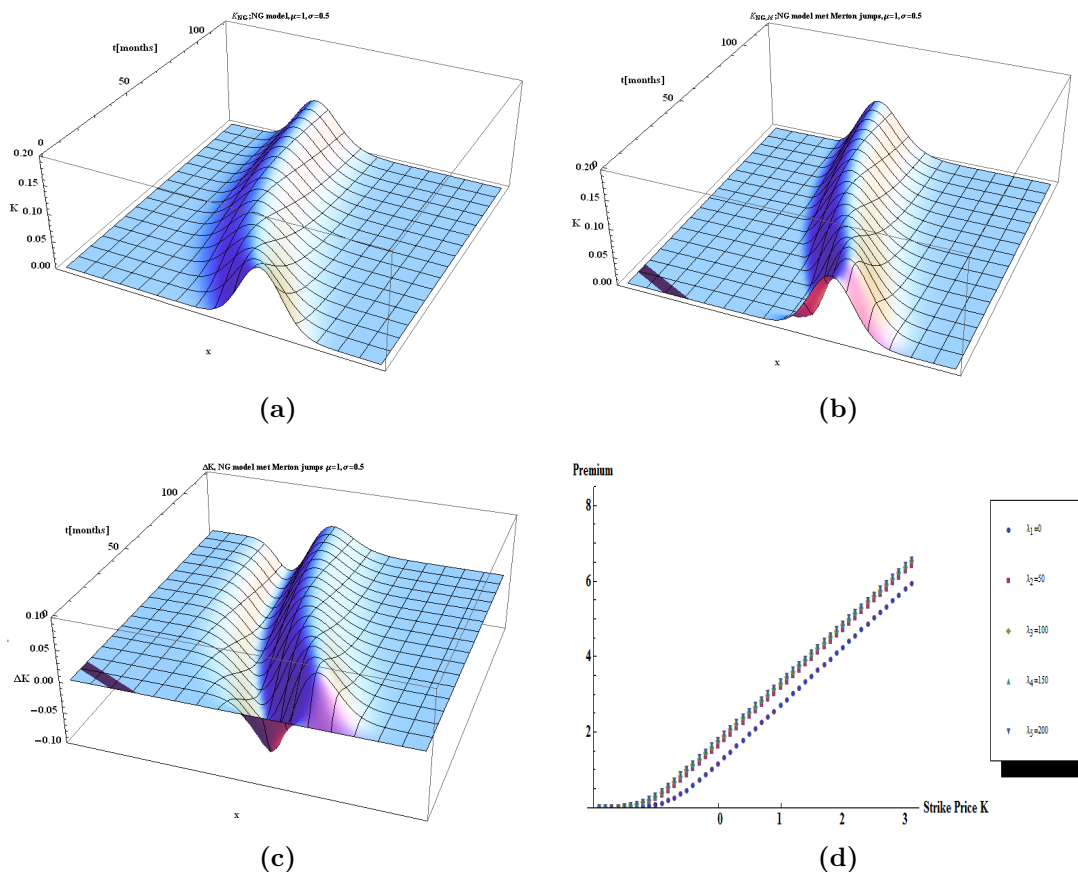 K_NG ;NG model, μ=1, σ=0.5
100
t[months]
50
0
0.20
0.15
K 0.10
0.05
0.00
x
(a)
;NG model met Merton jumps, μ=1, σ=0.5
100
t[months]
50
0
0.20
0.15
K 0.10
0.05
0.00
x
(b)
ΔK, NG model met Merton jumps μ=1, σ=0.5
100
t[months]
50
0
0.10
0.05
ΔK 0.00
-0.05
-0.10
x
(c)
Premium
8
6
4
2
0 1 2 3
Strike Price K
λ1=0
λ2=50
λ3=100
λ4=150
λ5=200
(d)